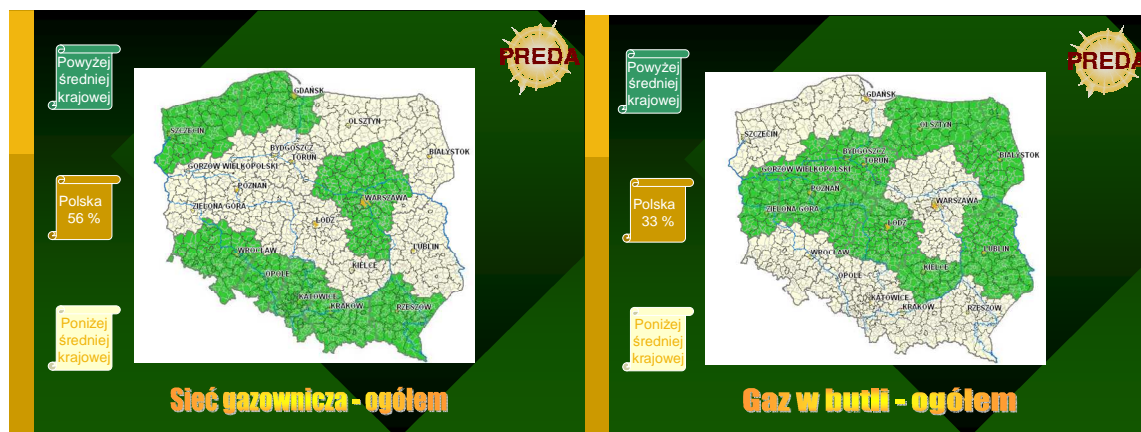 PREDA
Powyżej
średniej
krajowej
GDAŃSK
OLSZTYN
SZCZECIN
BIAŁYSTOK
BYDGOSZCZ
TORUŃ
GORZÓW WIELKOPOLSKI
POZNAŃ
WARSZAWA
ZIELONA GÓRA
ŁÓDŹ
LUBLIN
WROCŁAW
KIELCE
OPOLE
KATOWICE
KRAKÓW
RZESZÓW
Polska
56 %
Poniżej
średniej
krajowej
Sieć gazownicza - ogółem
PREDA
Powyżej
średniej
krajowej
GDAŃSK
OLSZTYN
SZCZECIN
BIAŁYSTOK
BYDGOSZCZ
TORUŃ
GORZÓW WIELKOPOLSKI
POZNAŃ
WARSZAWA
ZIELONA GÓRA
ŁÓDŹ
LUBLIN
WROCŁAW
KIELCE
OPOLE
KATOWICE
KRAKÓW
RZESZÓW
Polska
33 %
Poniżej
średniej
krajowej
Gaz w butli - ogółem